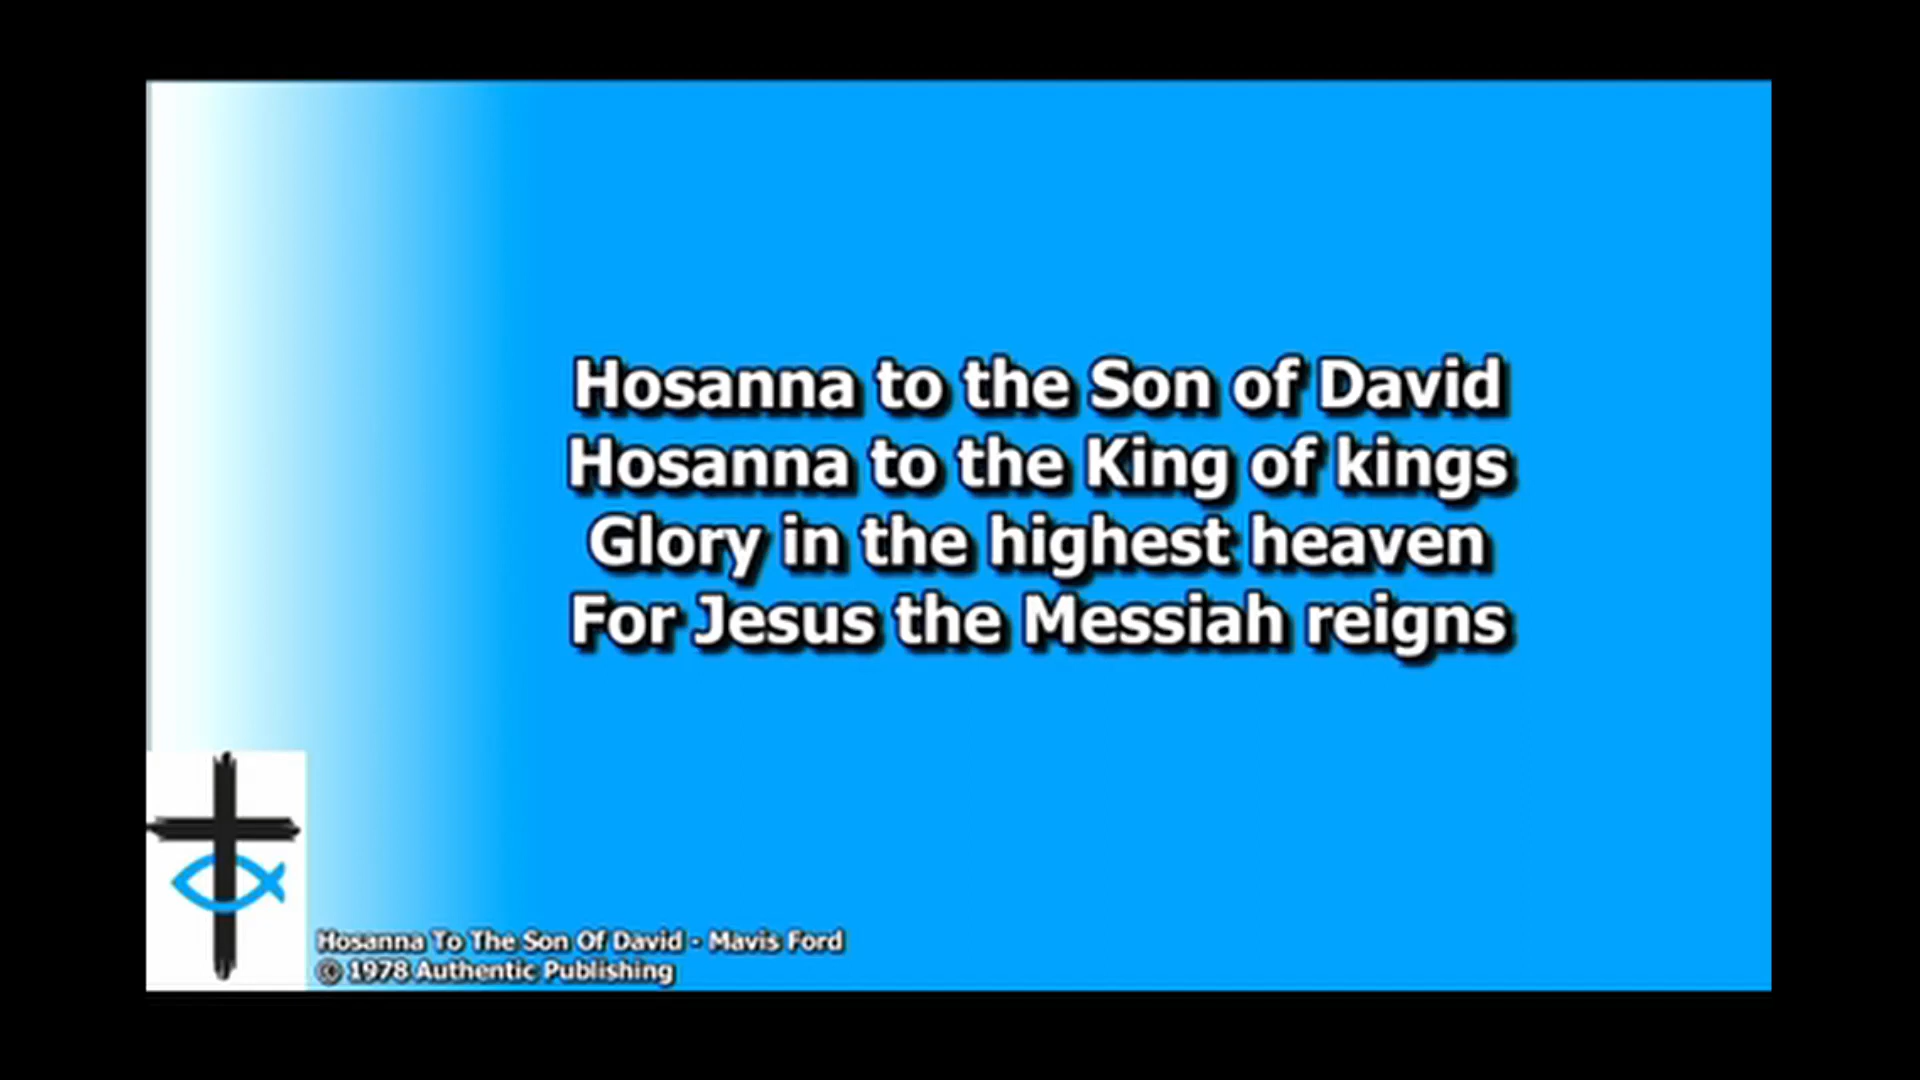 Hosanna to the Son of David
Hosanna to the King of kings
Glory in the highest heaven
For Jesus the Messiah reigns
Hosanna To The Son Of David - Mavis Ford
© 1978 Authentic Publishing